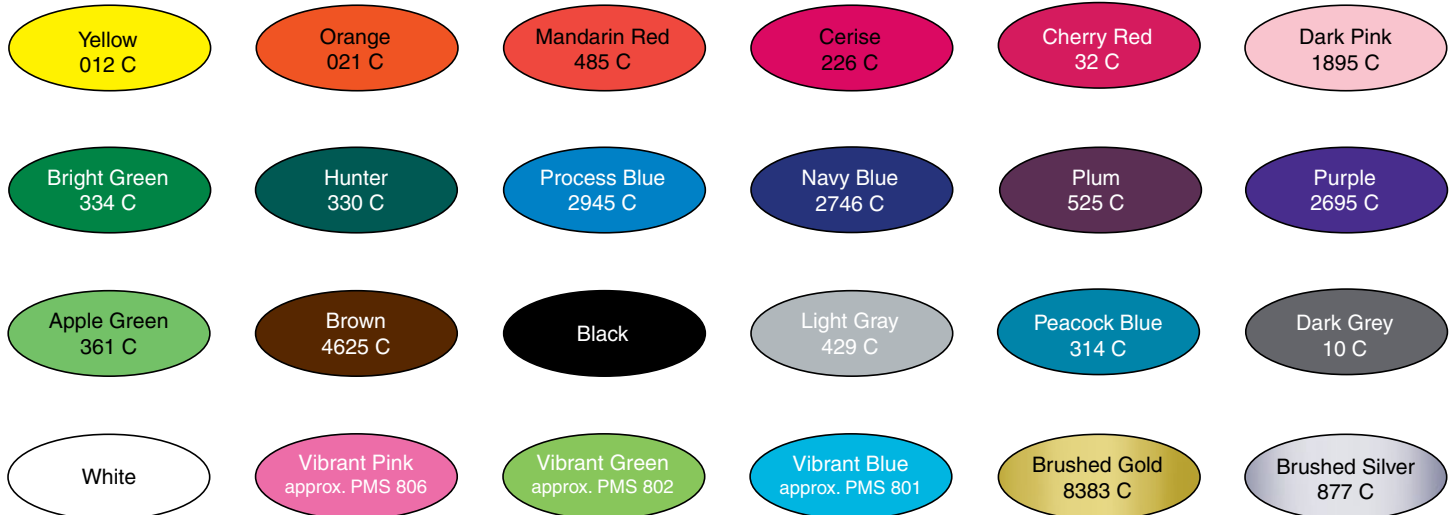 Yellow
012 C
Orange
021 C
Mandarin Red
485 C
Cerise
226 C
Cherry Red
32 C
Dark Pink
1895 C
Bright Green
334 C
Hunter
330 C
Process Blue
2945 C
Navy Blue
2746 C
Plum
525 C
Purple
2695 C
Apple Green
361 C
Brown
4625 C
Black
Light Gray
429 C
Peacock Blue
314 C
Dark Grey
10 C
White
Vibrant Pink
approx. PMS 806
Vibrant Green
approx. PMS 802
Vibrant Blue
approx. PMS 801
Brushed Gold
8383 C
Brushed Silver
877 C